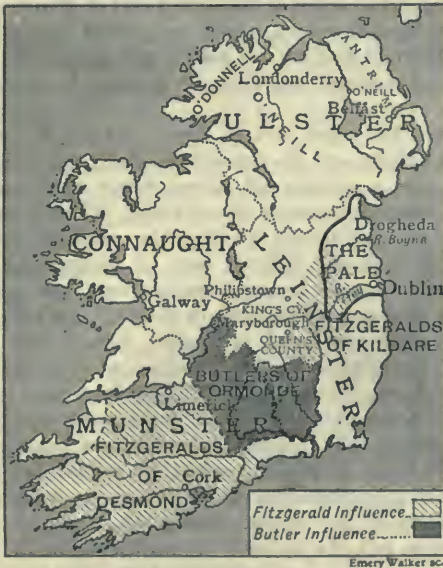 ANTRIM
O'DONNELL
Londonderry
O'NEILL
Belfast
O'NEILL
ULSTER
Drogheda
R. Boyne
CONNAUGHT
THE
PALE
LEINSTER
Philipstown
Dublin
Galway
KING'S CY.
Maryborough
FITZGERALDS
OF KILDARE
QUEEN'S
COUNTY
BUTLERS OF
ORMONDE
Limerick
MUNSTER
FITZGERALDS
OF
Cork
DESMOND
Fitzgerald Influence..
Butler Influence........
Emery Walker sc.